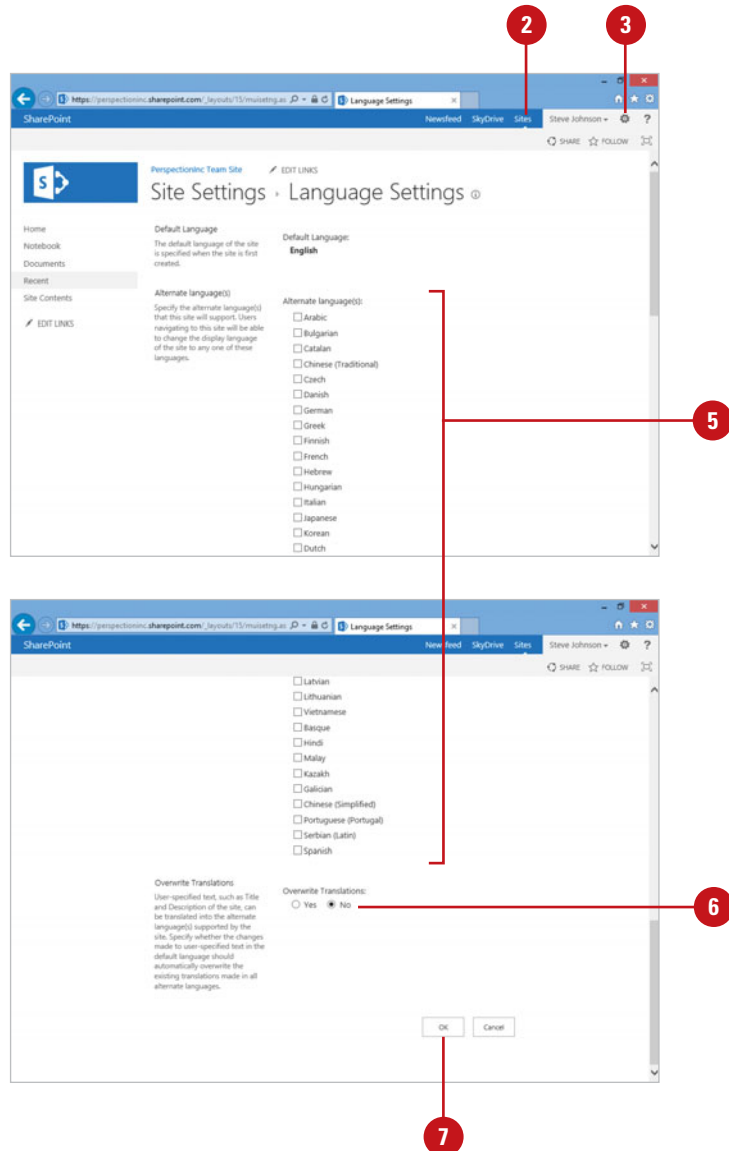 2
3
https://perspectioninc.sharepoint.com/_layouts/15/muisetng.as
Language Settings
SharePoint
Newsfeed SkyDrive Sites Steve Johnson ?
SHARE FOLLOW
S
PerspectionInc Team Site EDIT LINKS
Site Settings › Language Settings
Home
Notebook
Documents
Recent
Site Contents
EDIT LINKS
Default Language
The default language of the site
is specified when the site is first
created.
Default Language:
English
Alternate language(s)
Specify the alternate language(s)
that this site will support. Users
navigating to this site will be able
to change the display language
of the site to any one of these
languages.
Alternate language(s):
Arabic
Bulgarian
Catalan
Chinese (Traditional)
Czech
Danish
German
Greek
Finnish
French
Hebrew
Hungarian
Italian
Japanese
Korean
Dutch
5
https://perspectioninc.sharepoint.com/_layouts/15/muisetng.as
Language Settings
SharePoint
Newsfeed SkyDrive Sites Steve Johnson ?
SHARE FOLLOW
Latvian
Lithuanian
Vietnamese
Basque
Hindi
Malay
Kazakh
Galician
Chinese (Simplified)
Portuguese (Portugal)
Serbian (Latin)
Spanish
Overwrite Translations
User-specified text, such as Title
and Description of the site, can
be translated into the alternate
language(s) supported by the
site. Specify whether the changes
made to user-specified text in the
default language should
automatically overwrite the
existing translations made in all
alternate languages.
Overwrite Translations:
Yes No
6
OK Cancel
7